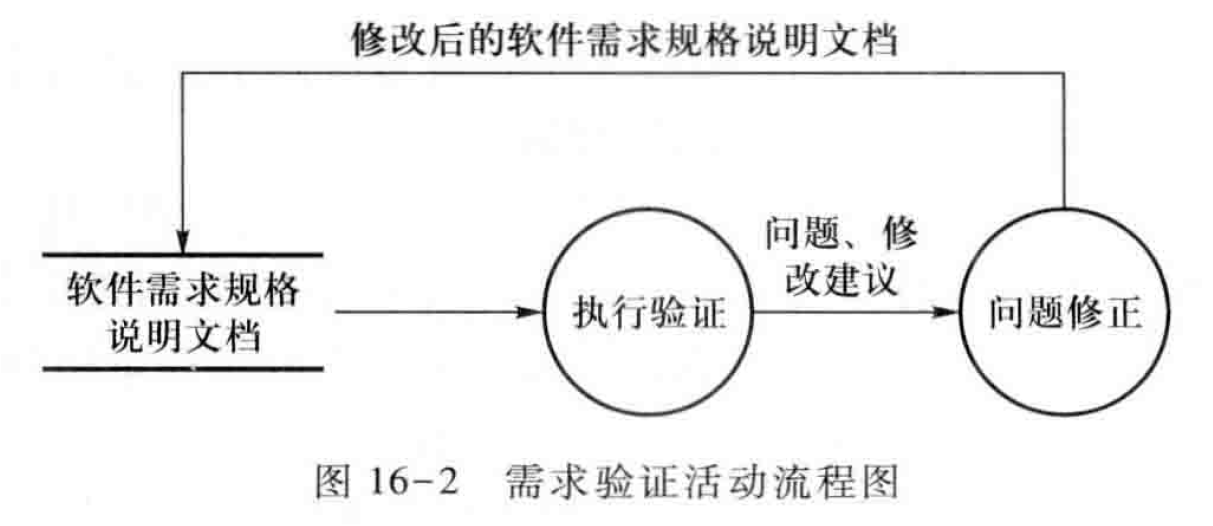 修改后的软件需求规格说明文档
软件需求规格
说明文档
执行验证
问题、修
改建议
问题修正
图 16-2 需求验证活动流程图